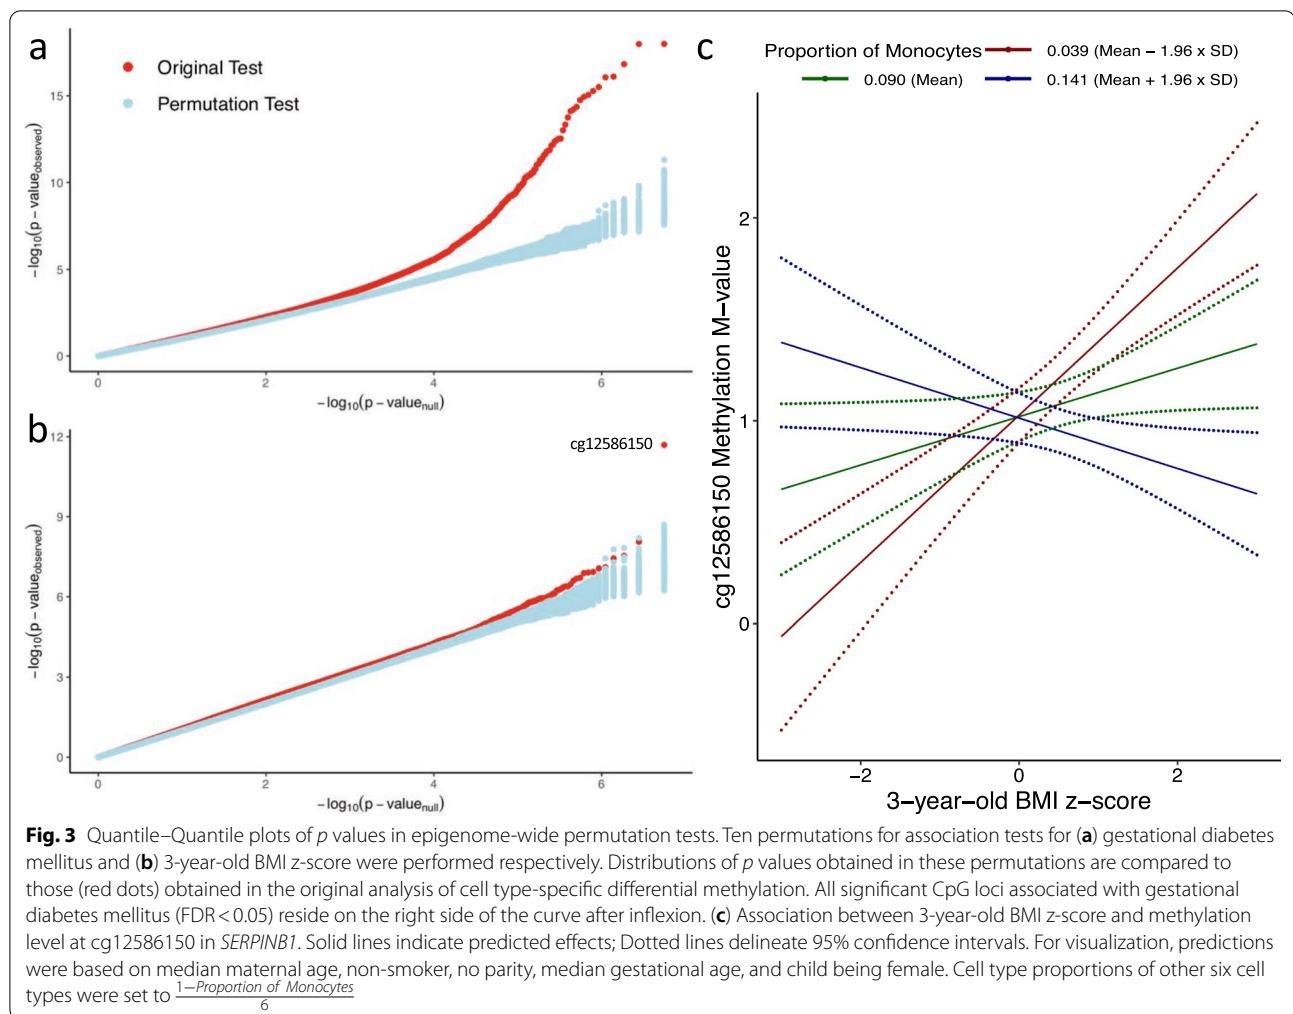 a
Original Test
Permutation Test
15
10
5
0
−log10(p − valueobserved)
0 2 4 6
−log10(p − valuenull)
b
12
9
6
3
0
cg12586150
−log10(p − valueobserved)
0 2 4 6
−log10(p − valuenull)
c
Proportion of Monocytes 0.039 (Mean − 1.96 x SD)
0.090 (Mean) 0.141 (Mean + 1.96 x SD)
2
1
0
cg12586150 Methylation M−value
−2 0 2
3−year−old BMI z−score
Fig. 3 Quantile–Quantile plots of p values in epigenome-wide permutation tests. Ten permutations for association tests for (a) gestational diabetes
mellitus and (b) 3-year-old BMI z-score were performed respectively. Distributions of p values obtained in these permutations are compared to
those (red dots) obtained in the original analysis of cell type-specific differential methylation. All significant CpG loci associated with gestational
diabetes mellitus (FDR < 0.05) reside on the right side of the curve after inflexion. (c) Association between 3-year-old BMI z-score and methylation
level at cg12586150 in SERPINB1. Solid lines indicate predicted effects; Dotted lines delineate 95% confidence intervals. For visualization, predictions
were based on median maternal age, non-smoker, no parity, median gestational age, and child being female. Cell type proportions of other six cell
types were set to 1−Proportion of Monocytes
6